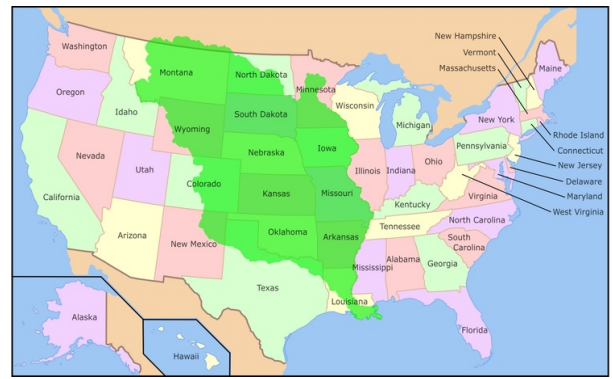 New Hampshire
Vermont
Massachusetts
Maine
Washington
Montana
North Dakota
Minnesota
Oregon
Idaho
South Dakota
Wisconsin
Michigan
New York
Rhode Island
Connecticut
New Jersey
Delaware
Maryland
West Virginia
Wyoming
Iowa
Pennsylvania
Nevada
Utah
Nebraska
Illinois
Indiana
Ohio
California
Colorado
Kansas
Missouri
Kentucky
Virginia
Arizona
New Mexico
Oklahoma
Arkansas
Tennessee
North Carolina
South
Carolina
Texas
Louisiana
Mississippi
Alabama
Georgia
Florida
Alaska
Hawaii